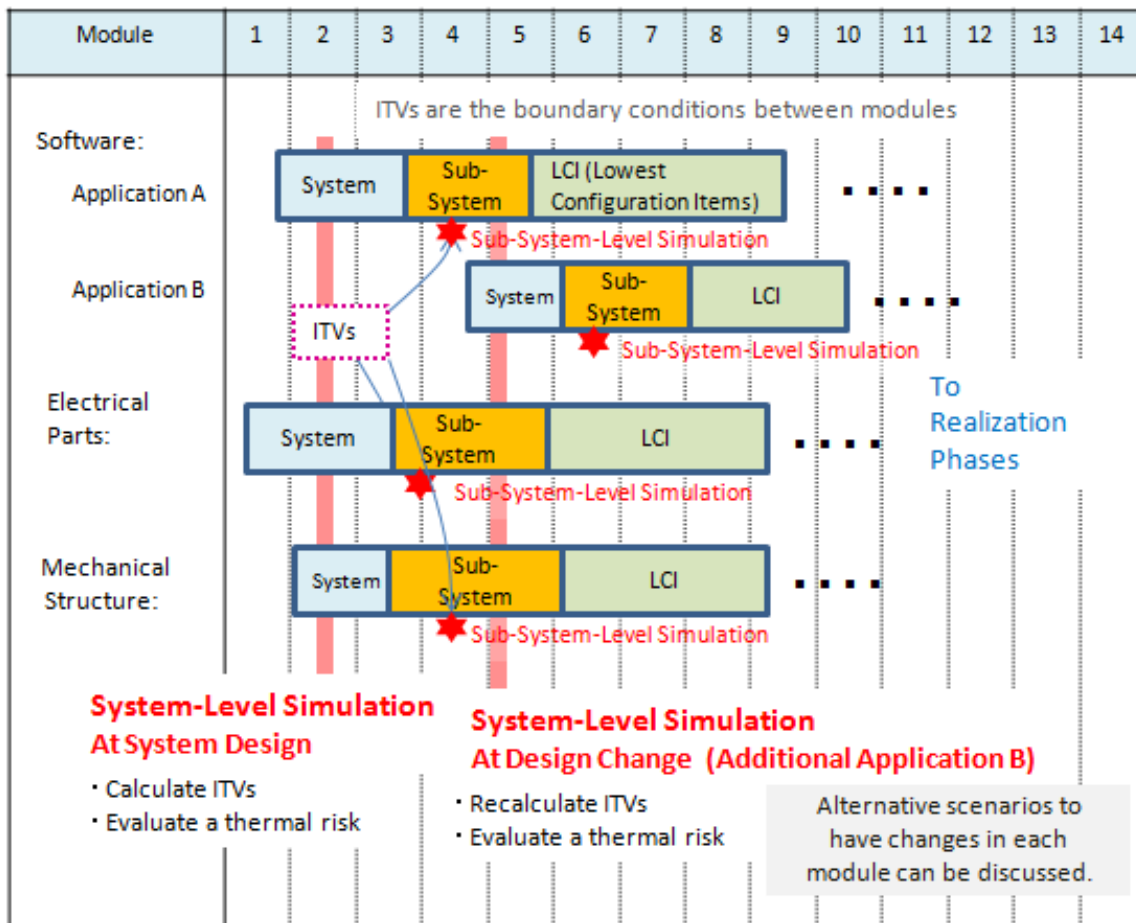 Module 1 2 3 4 5 6 7 8 9 10 11 12 13 14
ITVs are the boundary conditions between modules
Software:
Application A
System
Sub-
System
LCI (Lowest
Configuration Items)
Sub-System-Level Simulation
Application B
System
Sub-
System
LCI
Sub-System-Level Simulation
ITVs
Electrical
Parts:
System
Sub-
System
LCI
Sub-System-Level Simulation
To
Realization
Phases
Mechanical
Structure:
System
Sub-
System
LCI
Sub-System-Level Simulation
System-Level Simulation
At System Design
・Calculate ITVs
・Evaluate a thermal risk
System-Level Simulation
At Design Change (Additional Application B)
・Recalculate ITVs
・Evaluate a thermal risk
Alternative scenarios to
have changes in each
module can be discussed.